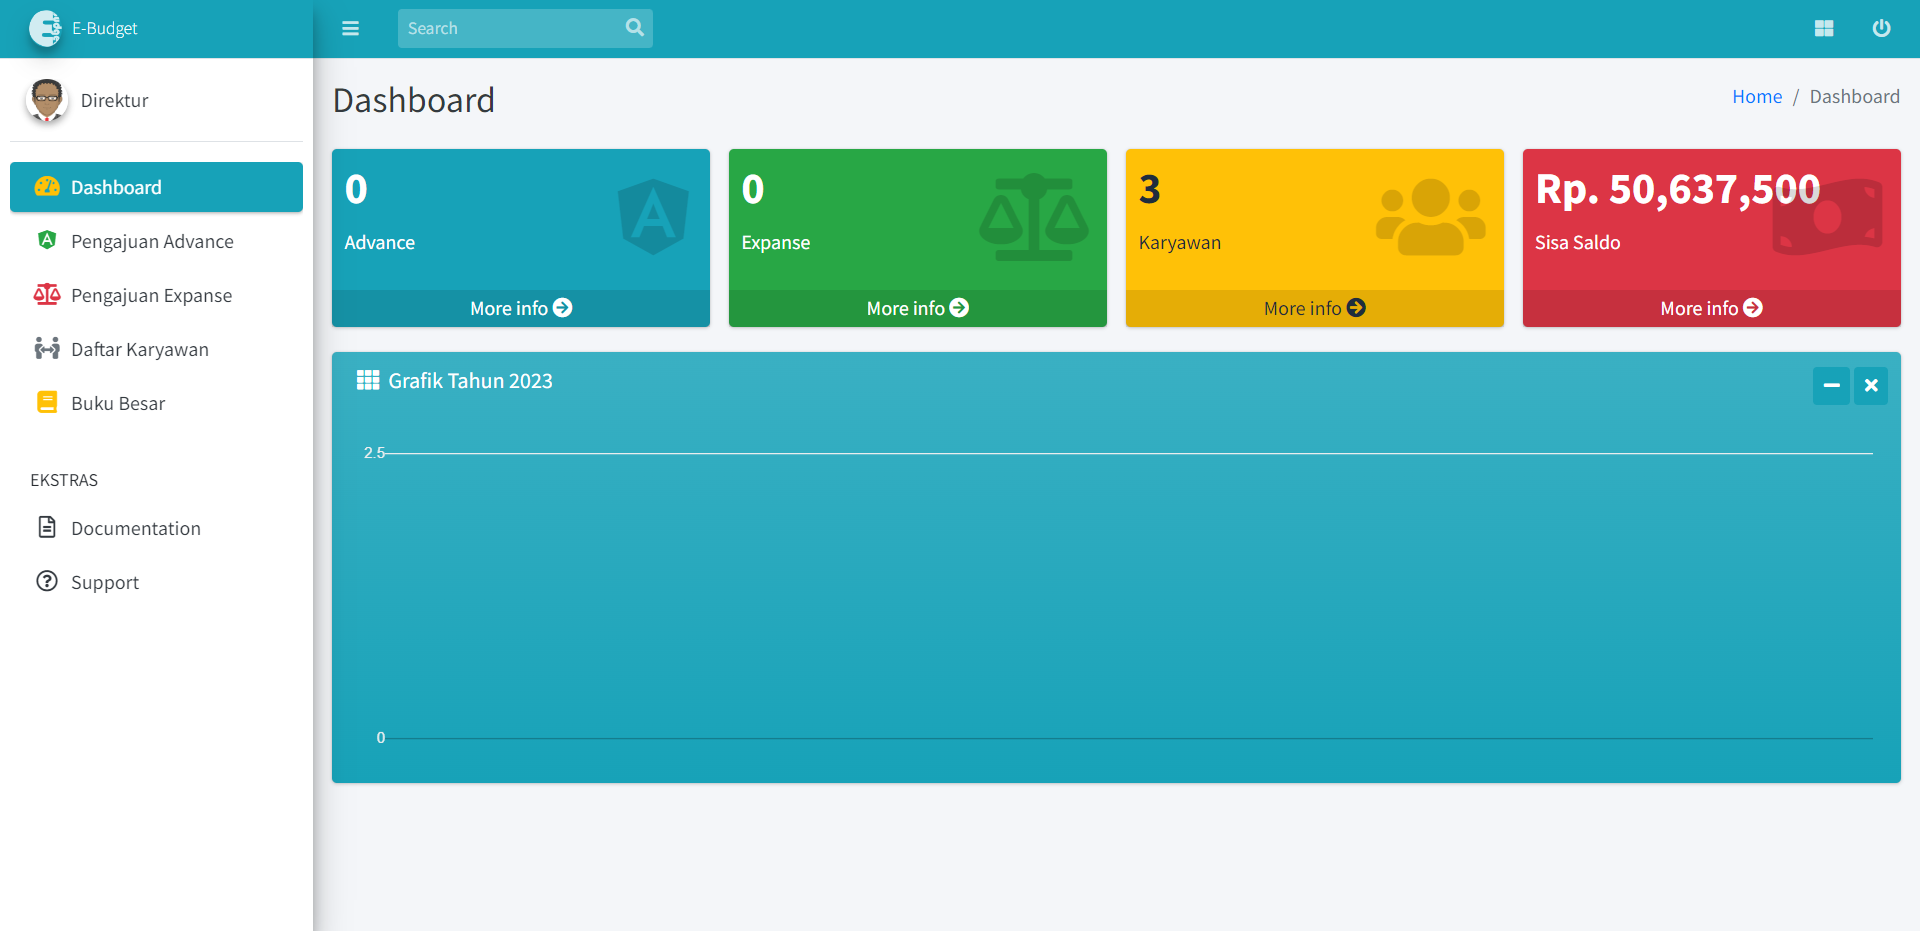 E-Budget
Search
Direktur
Dashboard
Home / Dashboard
Dashboard
Pengajuan Advance
Pengajuan Expanse
Daftar Karyawan
Buku Besar
EKSTRAS
Documentation
Support
0
Advance
More info
0
Expanse
More info
3
Karyawan
More info
Rp. 50,637,500
Sisa Saldo
More info
Grafik Tahun 2023
2.5
0